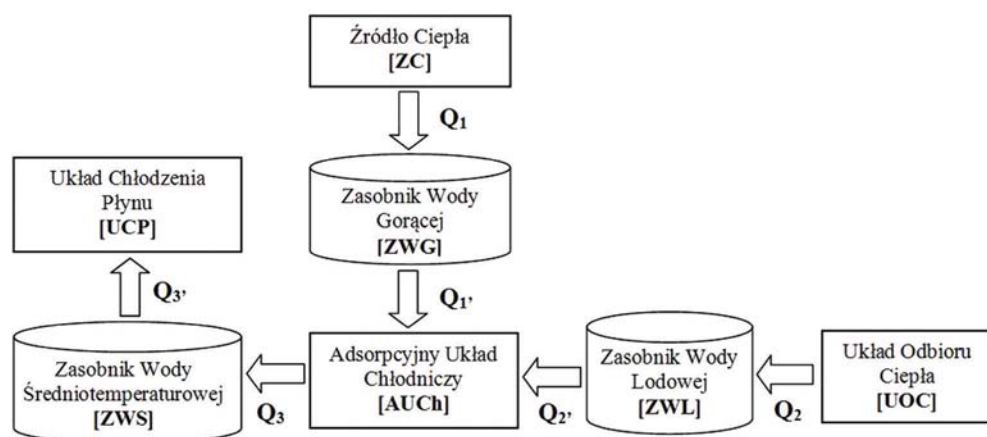 Źródło Ciepła
[ZC]
Q1
Układ Chłodzenia
Płynu
[UCP]
Zasobnik Wody
Gorącej
[ZWG]
Q3'
Q1'
Zasobnik Wody
Średniotemperaturowej
[ZWS]
Q3
Adsorpcyjny Układ
Chłodniczy
[AUCh]
Q2'
Zasobnik Wody
Lodowej
[ZWL]
Q2
Układ Odbioru
Ciepła
[UOC]